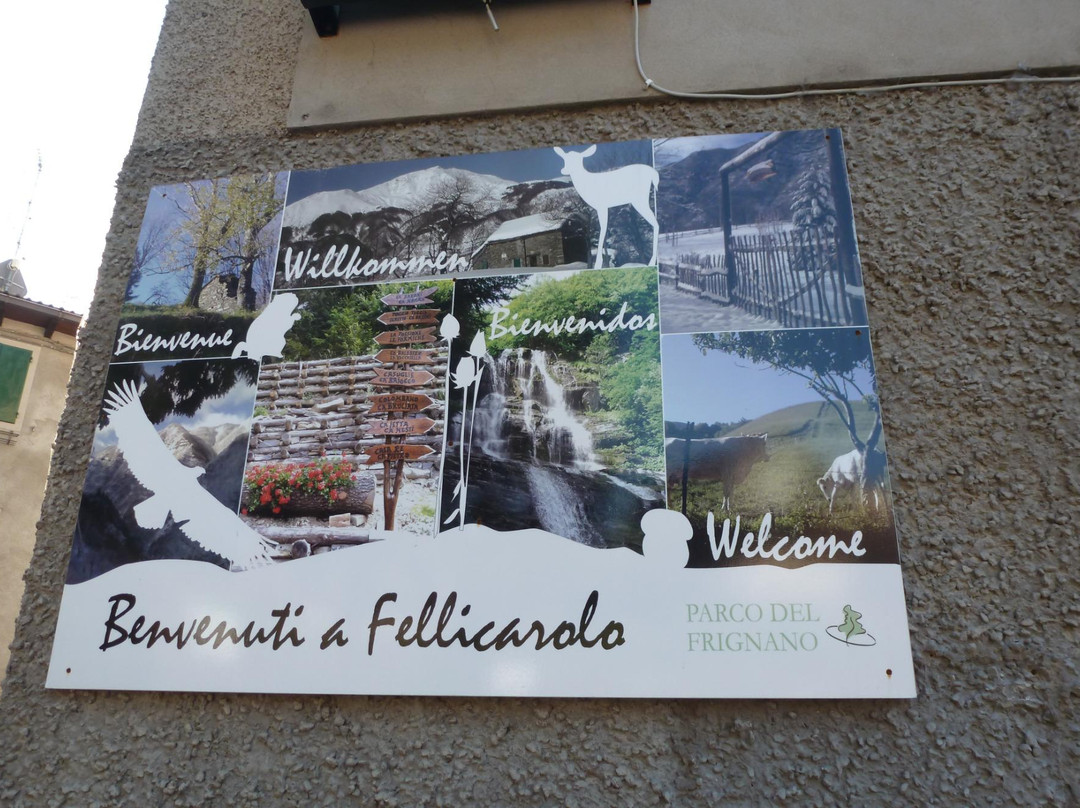 Willkommen
Bienvenue
Bienvenidos
Welcome
Benvenuti a Fellicarolo
PARCO DEL
FRIGNANO